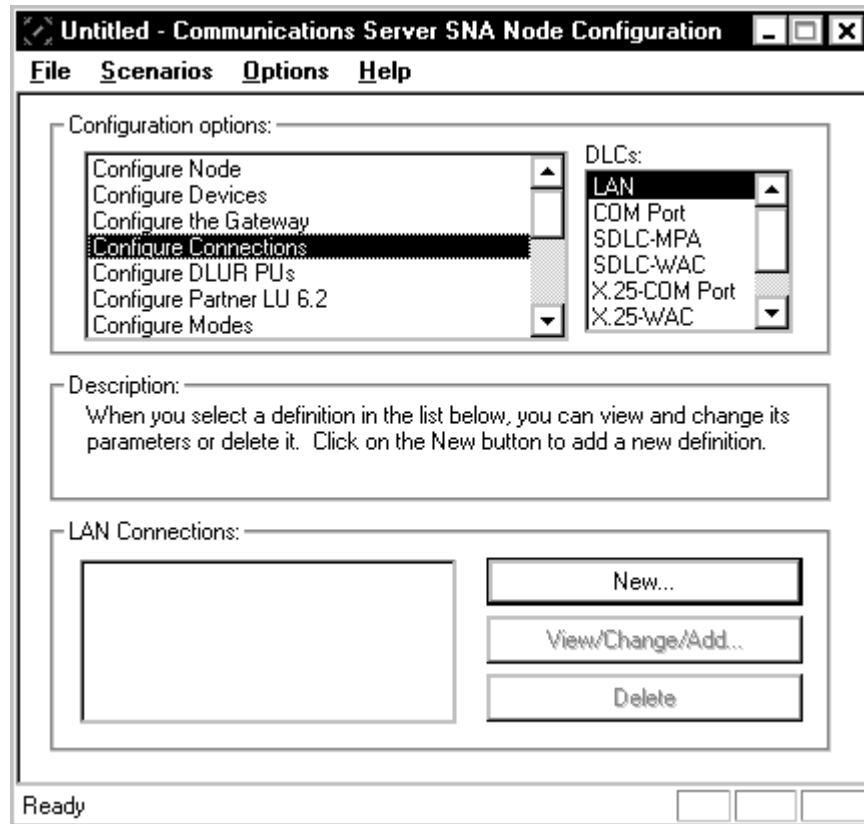 Untitled - Communications Server SNA Node Configuration
File Scenarios Options Help
Configuration options:
Configure Node
Configure Devices
Configure the Gateway
Configure Connections
Configure DLUR PUs
Configure Partner LU 6.2
Configure Modes
DLCs:
LAN
COM Port
SDLC-MPA
SDLC-WAC
X.25-COM Port
X.25-WAC
Description:
When you select a definition in the list below, you can view and change its
parameters or delete it. Click on the New button to add a new definition.
LAN Connections:
New...
View/Change/Add...
Delete
Ready